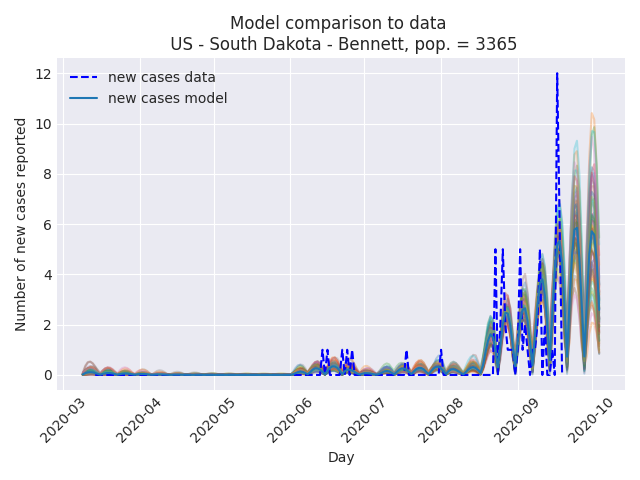 Model comparison to data
US - South Dakota - Bennett, pop. = 3365
new cases data
new cases model
Number of new cases reported
12
10
8
6
4
2
0
2020-03
2020-04
2020-05
2020-06
2020-07
2020-08
2020-09
2020-10
Day